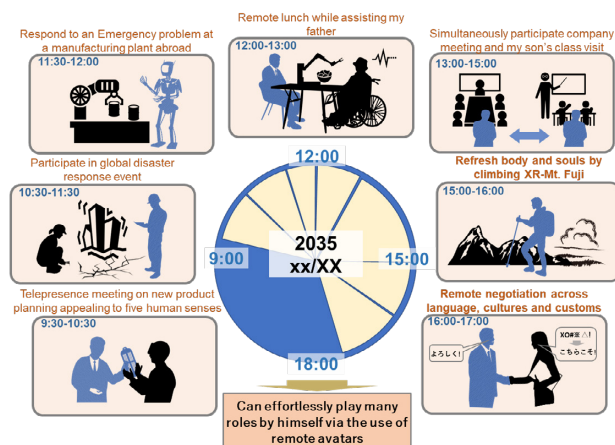 Respond to an Emergency problem at
a manufacturing plant abroad
11:30-12:00
Remote lunch while assisting my
father
12:00-13:00
Simultaneously participate company
meeting and my son's class visit
13:00-15:00
Participate in global disaster
response event
10:30-11:30
Refresh body and souls by
climbing XR-Mt. Fuji
15:00-16:00
Telepresence meeting on new product
planning appealing to five human senses
9:30-10:30
Remote negotiation across
language, cultures and customs
16:00-17:00
よろしく!
XO#※△!
こちらこそ!
12:00
9:00
2035
xx/XX
15:00
18:00
Can effortlessly play many
roles by himself via the use of
remote avatars